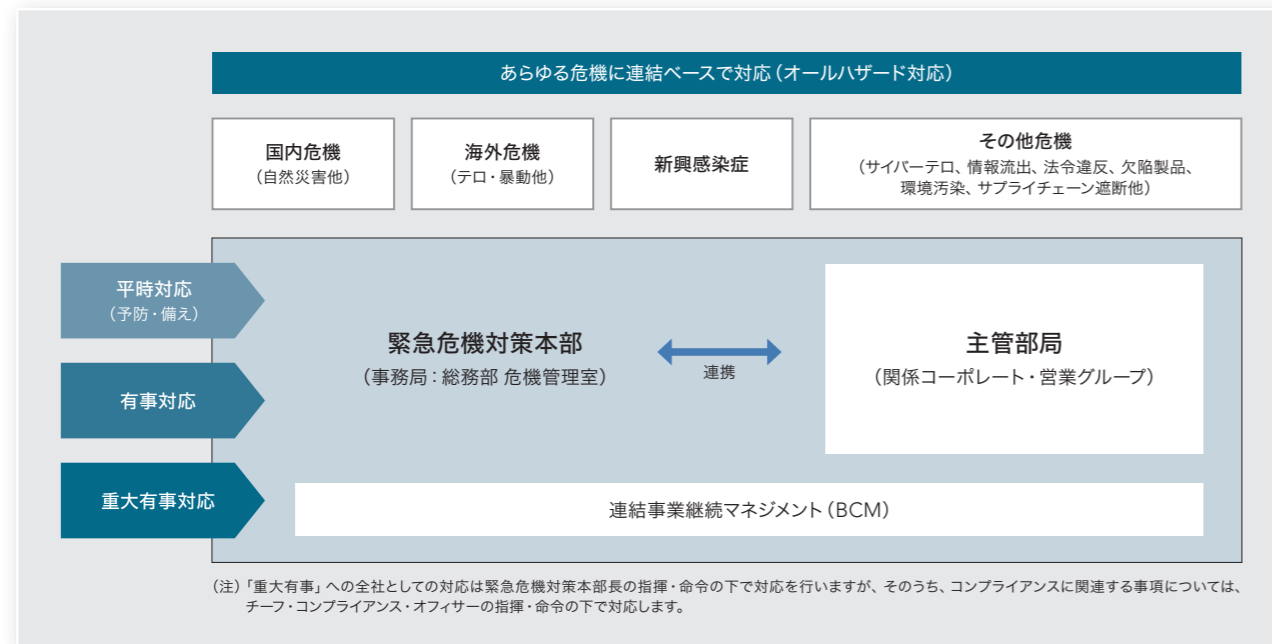 あらゆる危機に連結ベースで対応（オールハザード対応）
国内危機
（自然災害他）
海外危機
（テロ・暴動他）
新興感染症
その他危機
（サイバーテロ、情報流出、法令違反、欠陥製品、
環境汚染、サプライチェーン遮断他）
平時対応
（予防・備え）
有事対応
重大有事対応
緊急危機対策本部
（事務局：総務部 危機管理室）
連携
主管部局
（関係コーポレート・営業グループ）
連結事業継続マネジメント（BCM）
（注）「重大有事」への全社としての対応は緊急危機対策本部長の指揮・命令の下で対応を行いますが、そのうち、コンプライアンスに関連する事項については、
チーフ・コンプライアンス・オフィサーの指揮・命令の下で対応します。